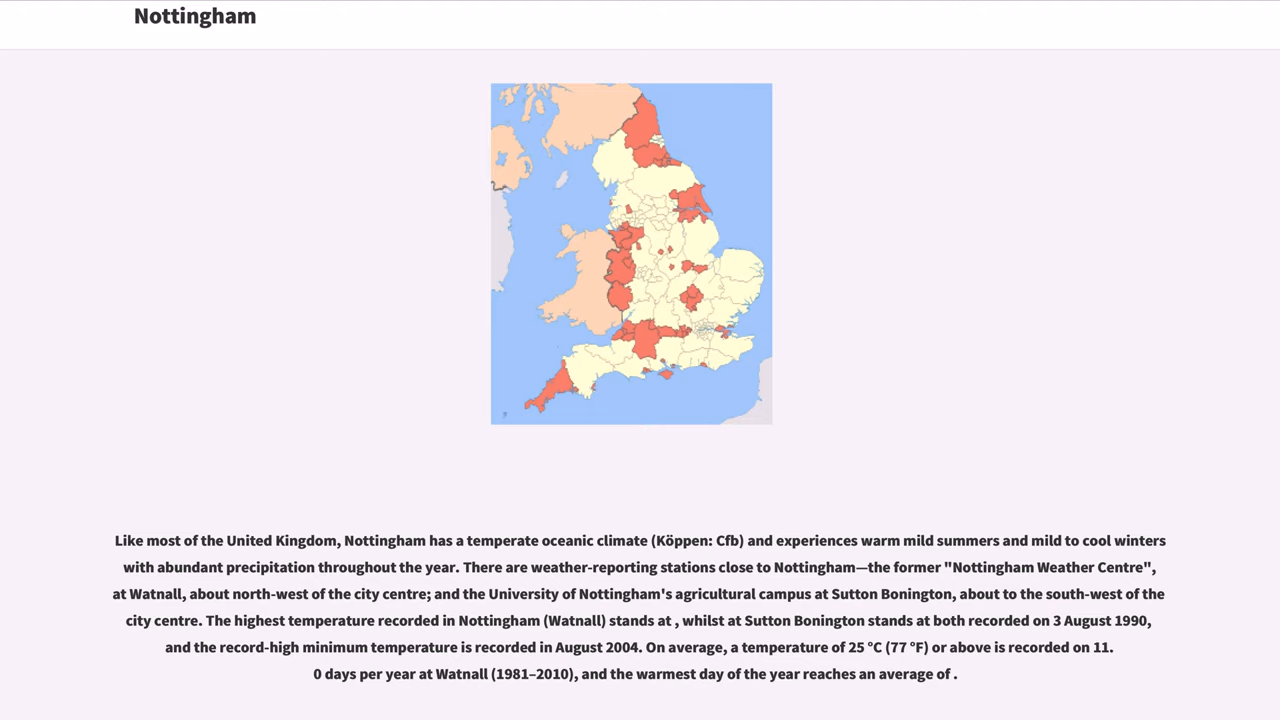 Nottingham
Like most of the United Kingdom, Nottingham has a temperate oceanic climate (Köppen: Cfb) and experiences warm mild summers and mild to cool winters
with abundant precipitation throughout the year. There are weather-reporting stations close to Nottingham—the former "Nottingham Weather Centre",
at Watnall, about north-west of the city centre; and the University of Nottingham's agricultural campus at Sutton Bonington, about to the south-west of the
city centre. The highest temperature recorded in Nottingham (Watnall) stands at , whilst at Sutton Bonington stands at both recorded on 3 August 1990,
and the record-high minimum temperature is recorded in August 2004. On average, a temperature of 25 °C (77 °F) or above is recorded on 11.
0 days per year at Watnall (1981–2010), and the warmest day of the year reaches an average of .